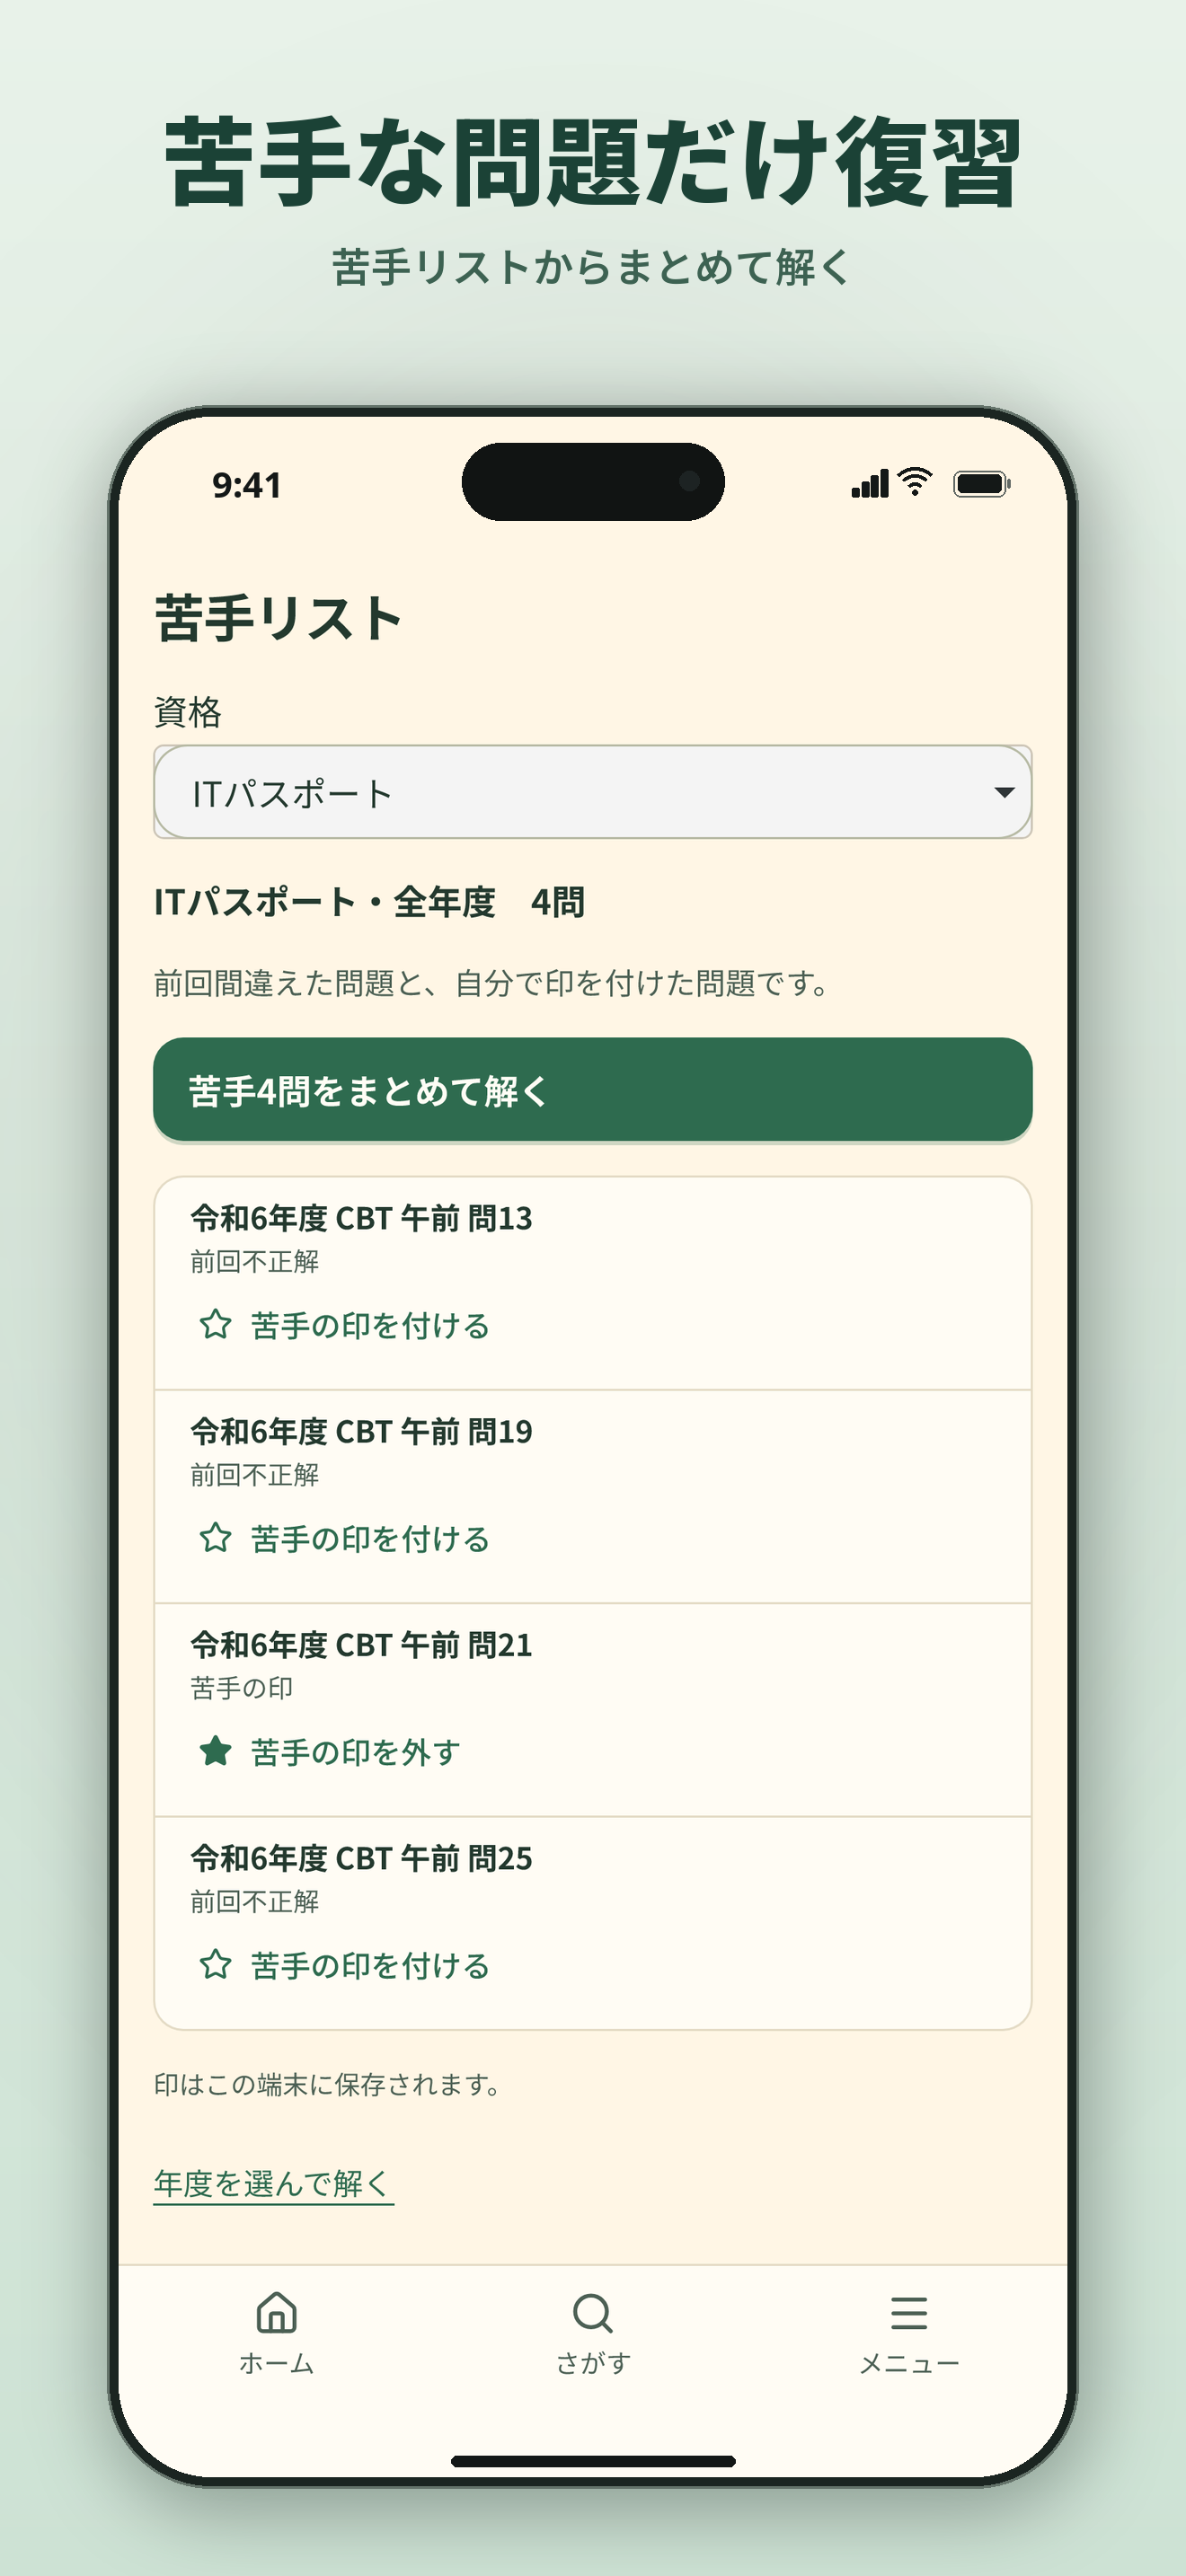 苦手な問題だけ復習
苦手リストからまとめて解く
9:41
苦手リスト
資格
ITパスポート
ITパスポート・全年度　4問
前回間違えた問題と、自分で印を付けた問題です。
苦手4問をまとめて解く
令和6年度 CBT 午前 問13
前回不正解
苦手の印を付ける
令和6年度 CBT 午前 問19
前回不正解
苦手の印を付ける
令和6年度 CBT 午前 問21
苦手の印
苦手の印を外す
令和6年度 CBT 午前 問25
前回不正解
苦手の印を付ける
印はこの端末に保存されます。
年度を選んで解く
ホーム
さがす
メニュー